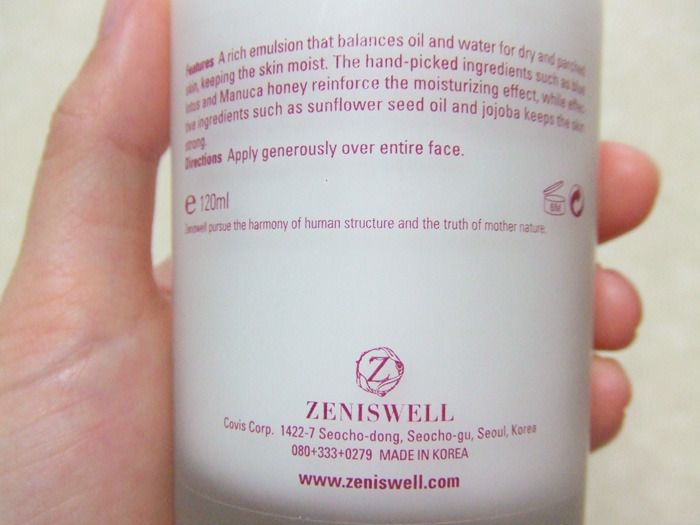 Features A rich emulsion that balances oil and water for dry and parched
skin, keeping the skin moist. The hand-picked ingredients such as blue
lotus and Manuca honey reinforce the moisturizing effect, while effec-
tive ingredients such as sunflower seed oil and jojoba keeps the skin
strong.
Directions Apply generously over entire face.
e 120ml
Zeniswell pursue the harmony of human structure and the truth of mother nature.
Z
ZENISWELL
Covis Corp. 1422-7 Seocho-dong, Seocho-gu, Seoul, Korea
080+333+0279 MADE IN KOREA
www.zeniswell.com